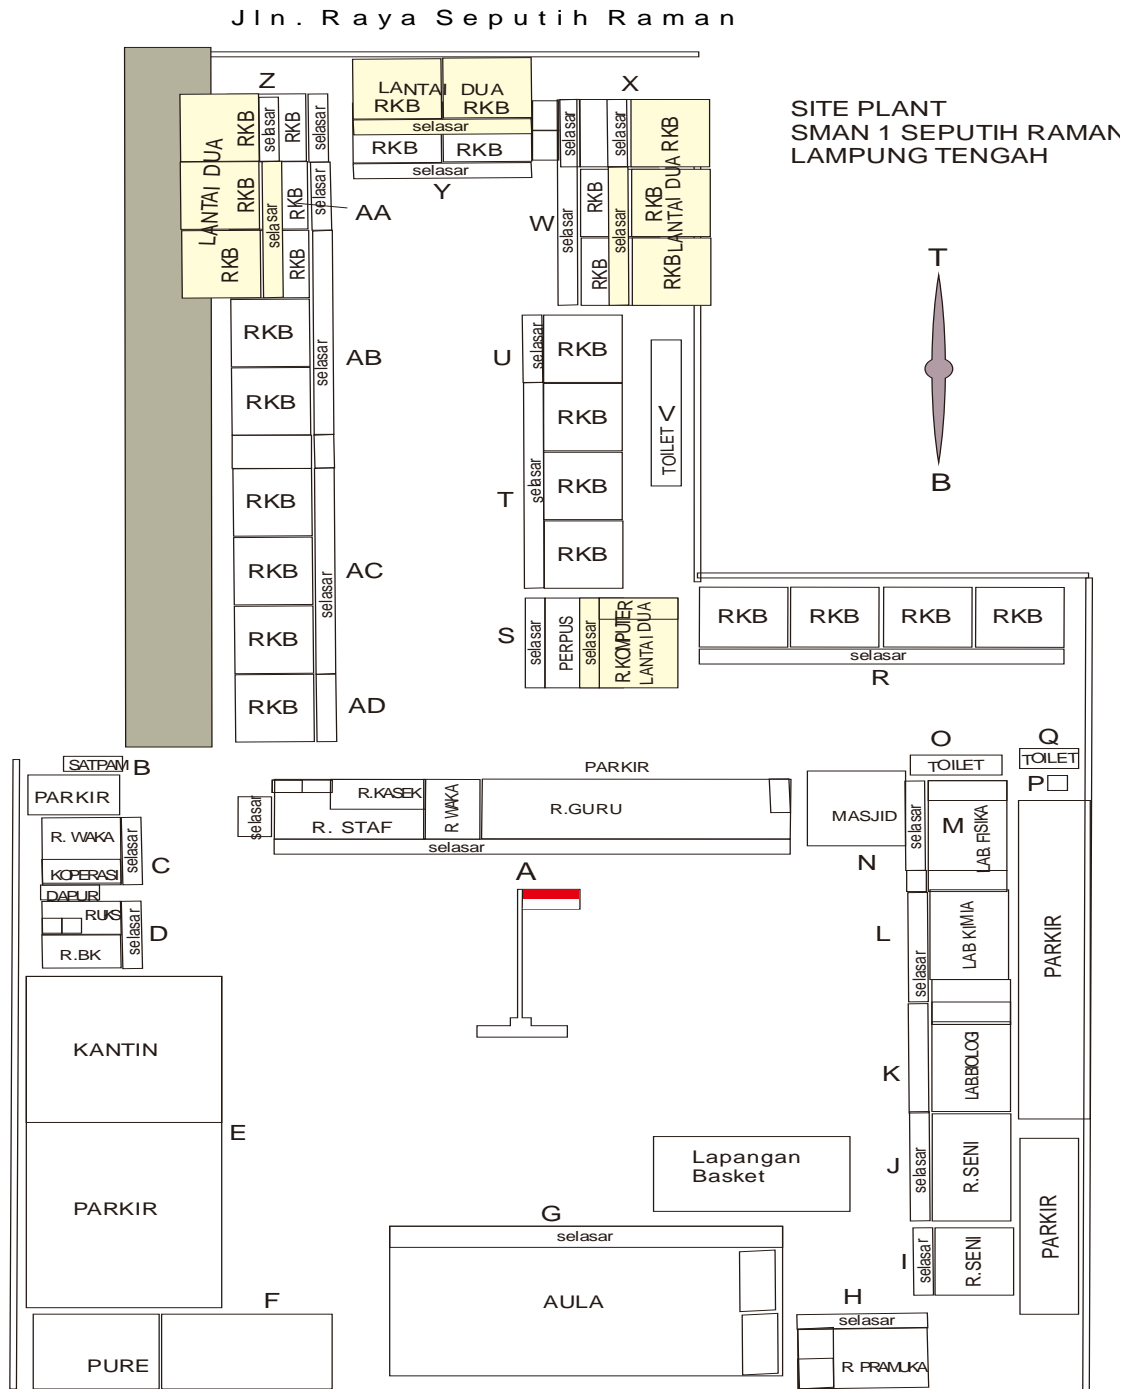 Jln. Raya Seputih Raman
SITE PLANT
SMAN 1 SEPUTIH RAMAN
LAMPUNG TENGAH
T
B
Z
LANTAI DUA
RKB
RKB
RKB
selasar
selasar
RKB
RKB
RKB
selasar
selasar
AA
LANTAI DUA
RKB RKB
selasar
RKB RKB
selasar
Y
X
selasar
selasar
RKB
RKB
RKB
LANTAI DUA
W
selasar
RKB
RKB
selasar
RKB
RKB
selasar
AB
U
selasar
RKB
RKB
RKB
RKB
selasar
T
TOILET
V
RKB
RKB
RKB
selasar
AC
RKB
AD
S
selasar
PERPUS
selasar
R.KOMPUTER
LANTAI DUA
RKB RKB RKB RKB
selasar
R
SATPAM
B
PARKIR
R. WAKA
KOPERASI
selasar
C
DAPUR
RUKS
R.BK
selasar
D
KANTIN
E
PARKIR
F
PURE
PARKIR
selasar
R.KASEK
R. STAF
R WAKA
R.GURU
selasar
A
MASJID
N
O
TOILET
Q
TOILET
P
selasar
M
LAB. FISIKA
L
selasar
LAB KIMIA
PARKIR
K
LAB.BIOLOGI
J
selasar
R.SENI
I
selasar
R.SENI
PARKIR
Lapangan
Basket
G
selasar
AULA
H
selasar
R PRAMUKA